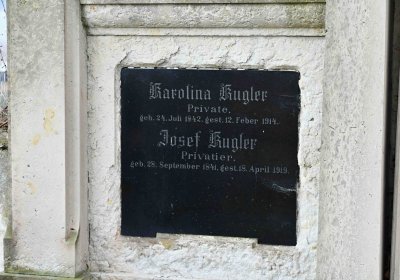 Karolina Kugler
Private.
geb. 24. Juli 1842. gest. 12. Feber 1914.
Josef Kugler
Privatier.
geb. 28. September 1841. gest. 18. April 1919.